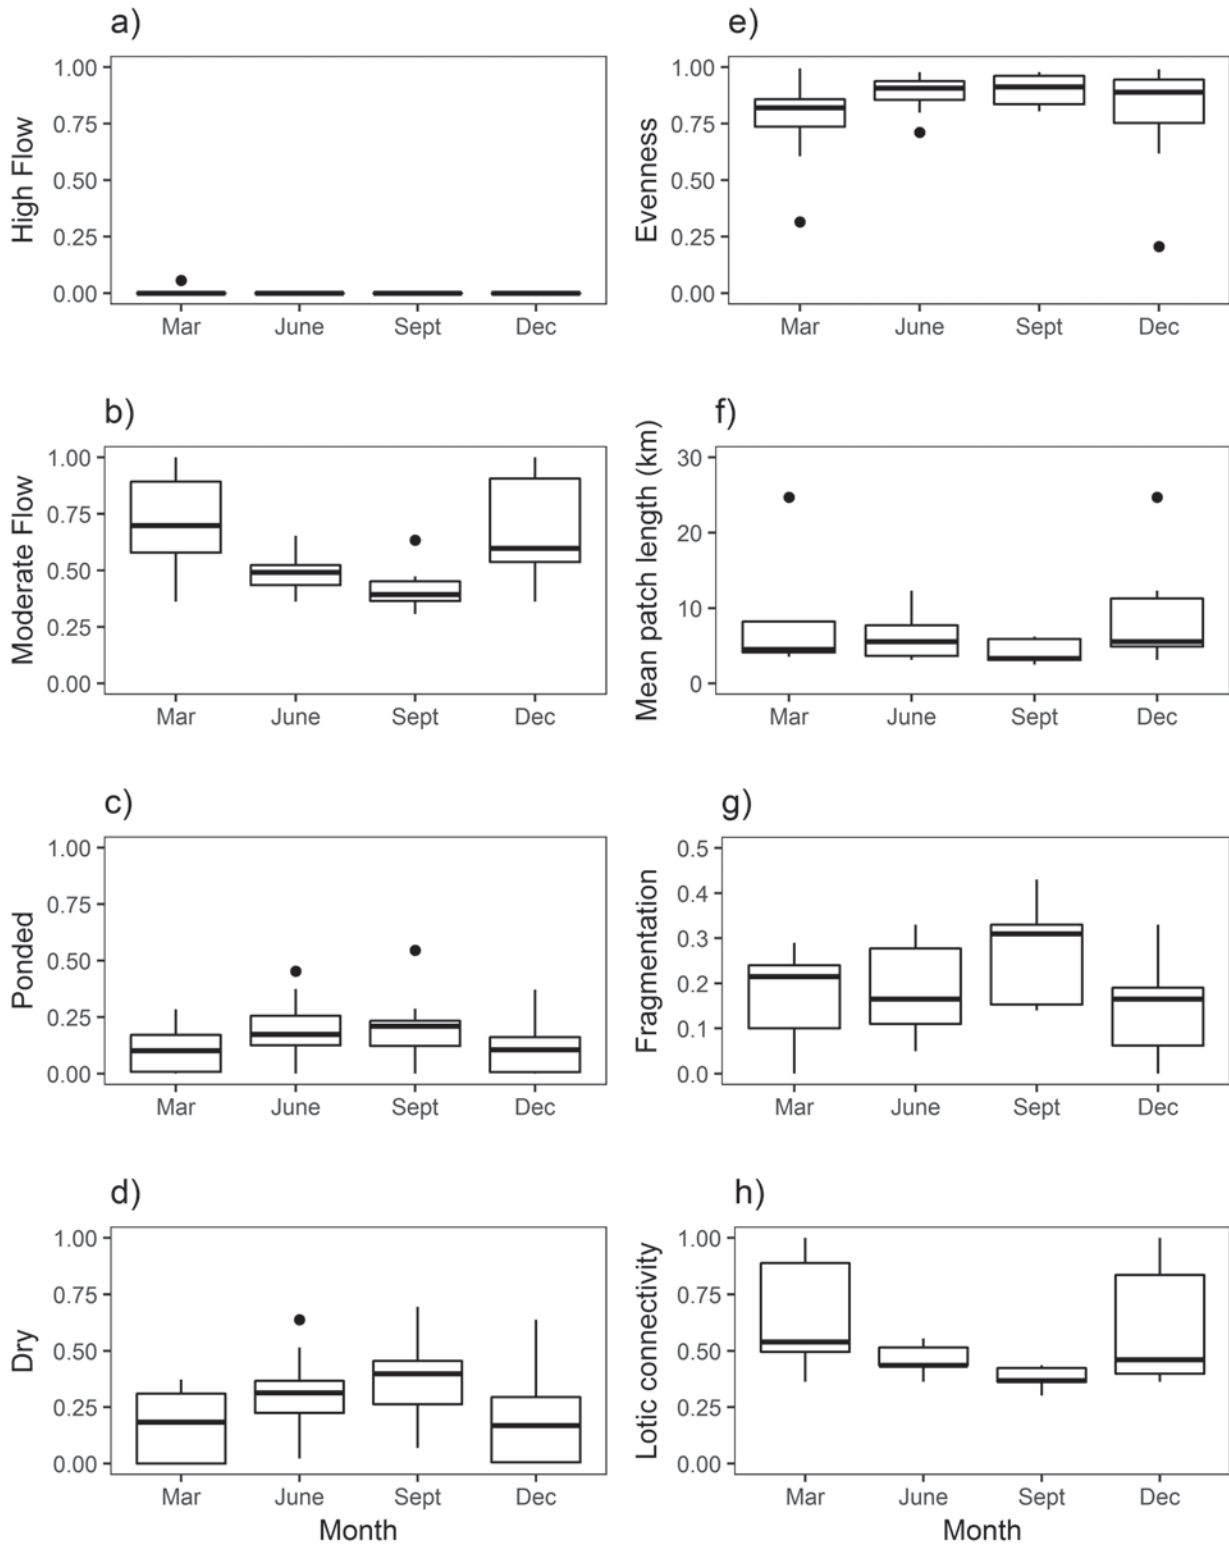 a)
High Flow
1.00
0.75
0.50
0.25
0.00
Mar June Sept Dec
b)
Moderate Flow
1.00
0.75
0.50
0.25
0.00
Mar June Sept Dec
c)
Ponded
1.00
0.75
0.50
0.25
0.00
Mar June Sept Dec
d)
Dry
1.00
0.75
0.50
0.25
0.00
Mar June Sept Dec
Month
e)
Evenness
1.00
0.75
0.50
0.25
0.00
Mar June Sept Dec
f)
Mean patch length (km)
30
20
10
0
Mar June Sept Dec
g)
Fragmentation
0.5
0.4
0.3
0.2
0.1
0.0
Mar June Sept Dec
h)
Lotic connectivity
1.00
0.75
0.50
0.25
0.00
Mar June Sept Dec
Month